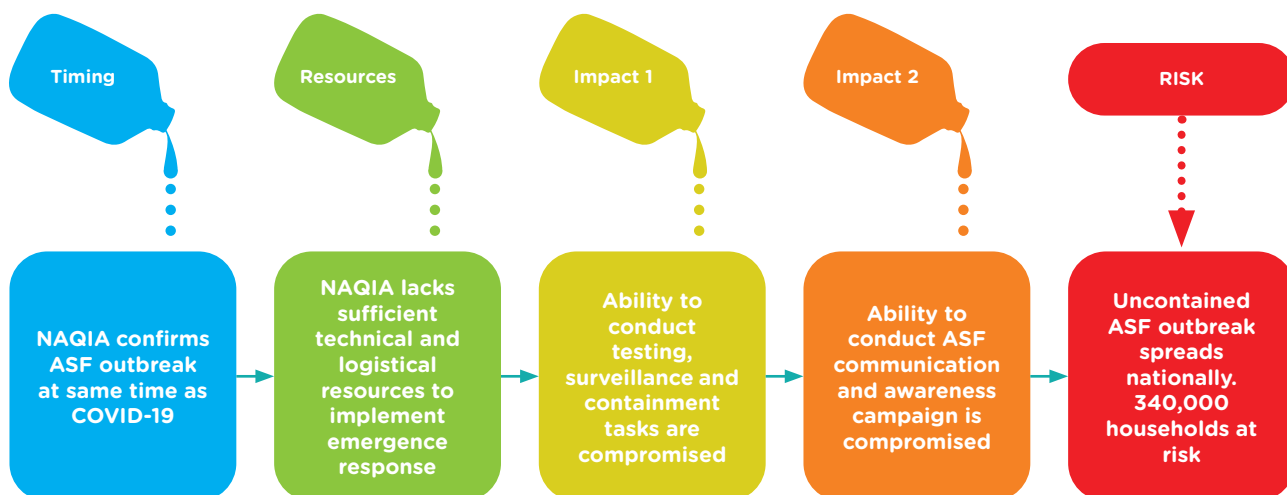 Timing
Resources
Impact 1
Impact 2
RISK
NAQIA confirms
ASF outbreak
at same time as
COVID-19
NAQIA lacks
sufficient
technical and
logistical
resources to
implement
emergence
response
Ability to
conduct
testing,
surveillance and
containment
tasks are
compromised
Ability to
conduct ASF
communication
and awareness
campaign is
compromised
Uncontained
ASF outbreak
spreads
nationally.
340,000
households at
risk